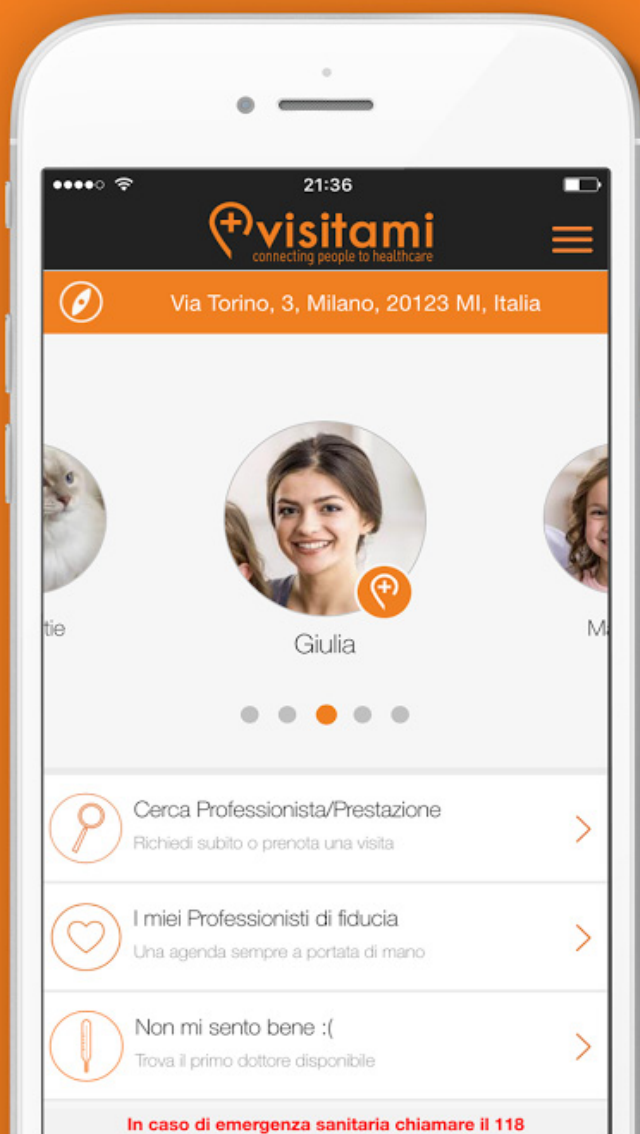 21:36
visitami
connecting people to healthcare
Via Torino, 3, Milano, 20123 MI, Italia
tie
Giulia
Ma
Cerca Professionista/Prestazione
Richiedi subito o prenota una visita
I miei Professionisti di fiducia
Una agenda sempre a portata di mano
Non mi sento bene :(
Trova il primo dottore disponibile
In caso di emergenza sanitaria chiamare il 118